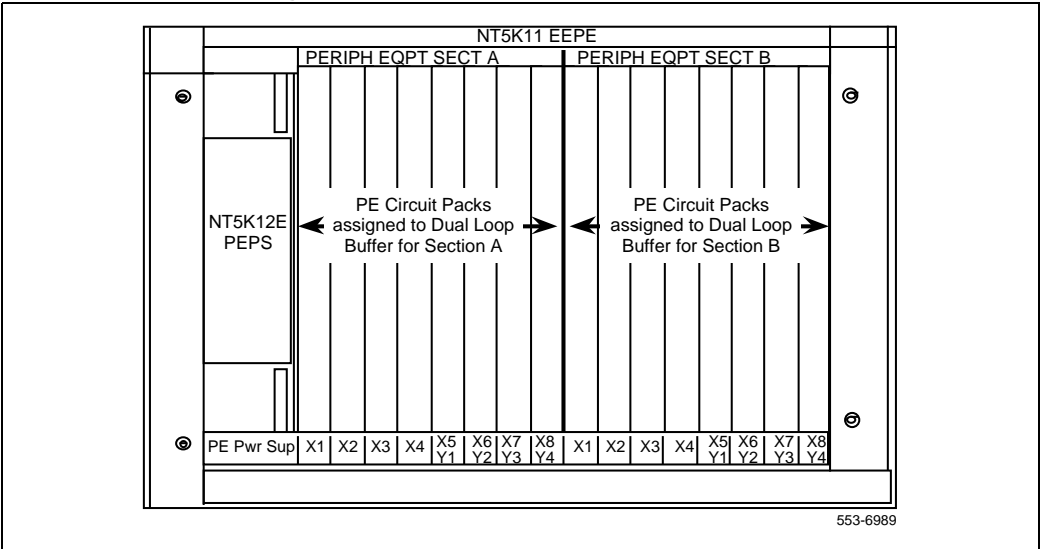 NT5K11 EEPE
PERIPH EQPT SECT A PERIPH EQPT SECT B
NT5K12E
PEPS
PE Circuit Packs
assigned to Dual Loop
Buffer for Section A
PE Circuit Packs
assigned to Dual Loop
Buffer for Section B
PE Pwr Sup X1 X2 X3 X4 X5 X6 X7 X8 X1 X2 X3 X4 X5 X6 X7 X8
Y1 Y2 Y3 Y4 Y1 Y2 Y3 Y4
553-6989